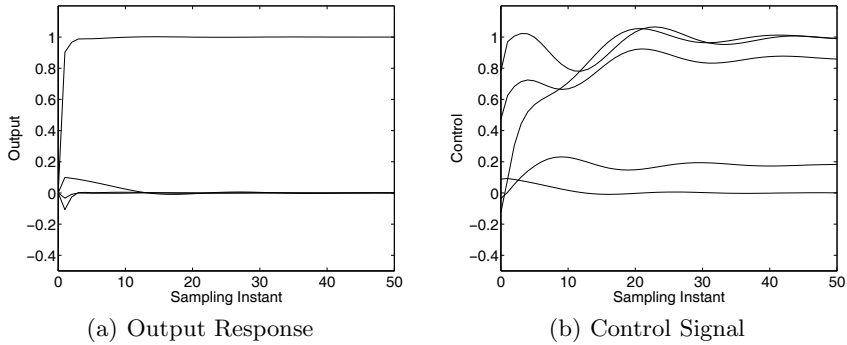 1
0.8
0.6
0.4
0.2
0
−0.2
−0.4
Output
0 10 20 30 40 50
Sampling Instant
(a) Output Response
1
0.8
0.6
0.4
0.2
0
−0.2
−0.4
Control
0 10 20 30 40 50
Sampling Instant
(b) Control Signal